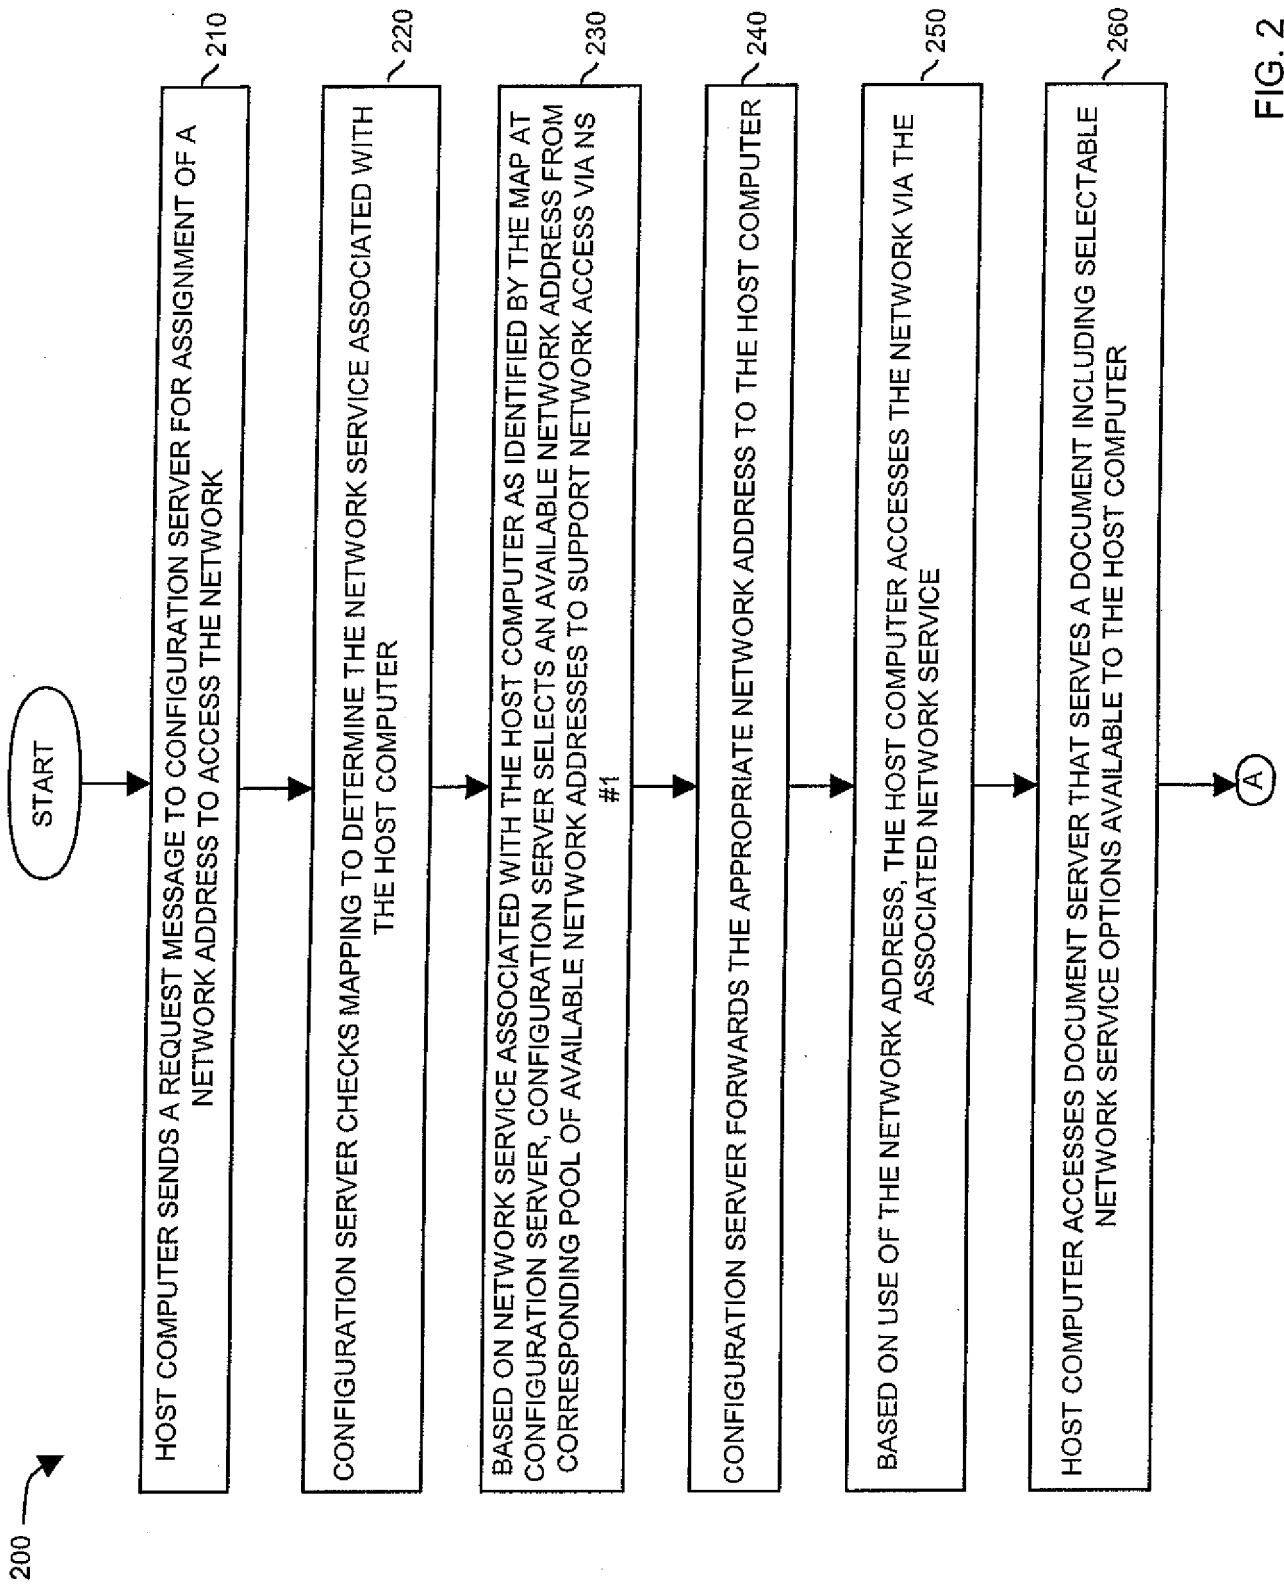 200
START
HOST COMPUTER SENDS A REQUEST MESSAGE TO CONFIGURATION SERVER FOR ASSIGNMENT OF A
NETWORK ADDRESS TO ACCESS THE NETWORK
210
CONFIGURATION SERVER CHECKS MAPPING TO DETERMINE THE NETWORK SERVICE ASSOCIATED WITH
THE HOST COMPUTER
220
BASED ON NETWORK SERVICE ASSOCIATED WITH THE HOST COMPUTER AS IDENTIFIED BY THE MAP AT
CONFIGURATION SERVER, CONFIGURATION SERVER SELECTS AN AVAILABLE NETWORK ADDRESS FROM
CORRESPONDING POOL OF AVAILABLE NETWORK ADDRESSES TO SUPPORT NETWORK ACCESS VIA NS
#1
230
CONFIGURATION SERVER FORWARDS THE APPROPRIATE NETWORK ADDRESS TO THE HOST COMPUTER
240
BASED ON USE OF THE NETWORK ADDRESS, THE HOST COMPUTER ACCESSES THE NETWORK VIA THE
ASSOCIATED NETWORK SERVICE
250
HOST COMPUTER ACCESSES DOCUMENT SERVER THAT SERVES A DOCUMENT INCLUDING SELECTABLE
NETWORK SERVICE OPTIONS AVAILABLE TO THE HOST COMPUTER
260
A
FIG. 2